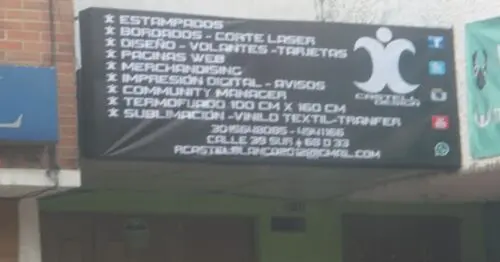 ESTAMPADOS
BORDADOS - CORTE LASER
DISEÑO - VOLANTES - TARJETAS
PAGINAS WEB
MERCHANDISING
IMPRESIÓN DIGITAL - AVISOS
COMMUNITY MANAGER
TERMOFIJADO 100 CM X 160 CM
SUBLIMACIÓN - VINILO TEXTIL - TRANFER
CALLE 39 SUR # 68 D 33